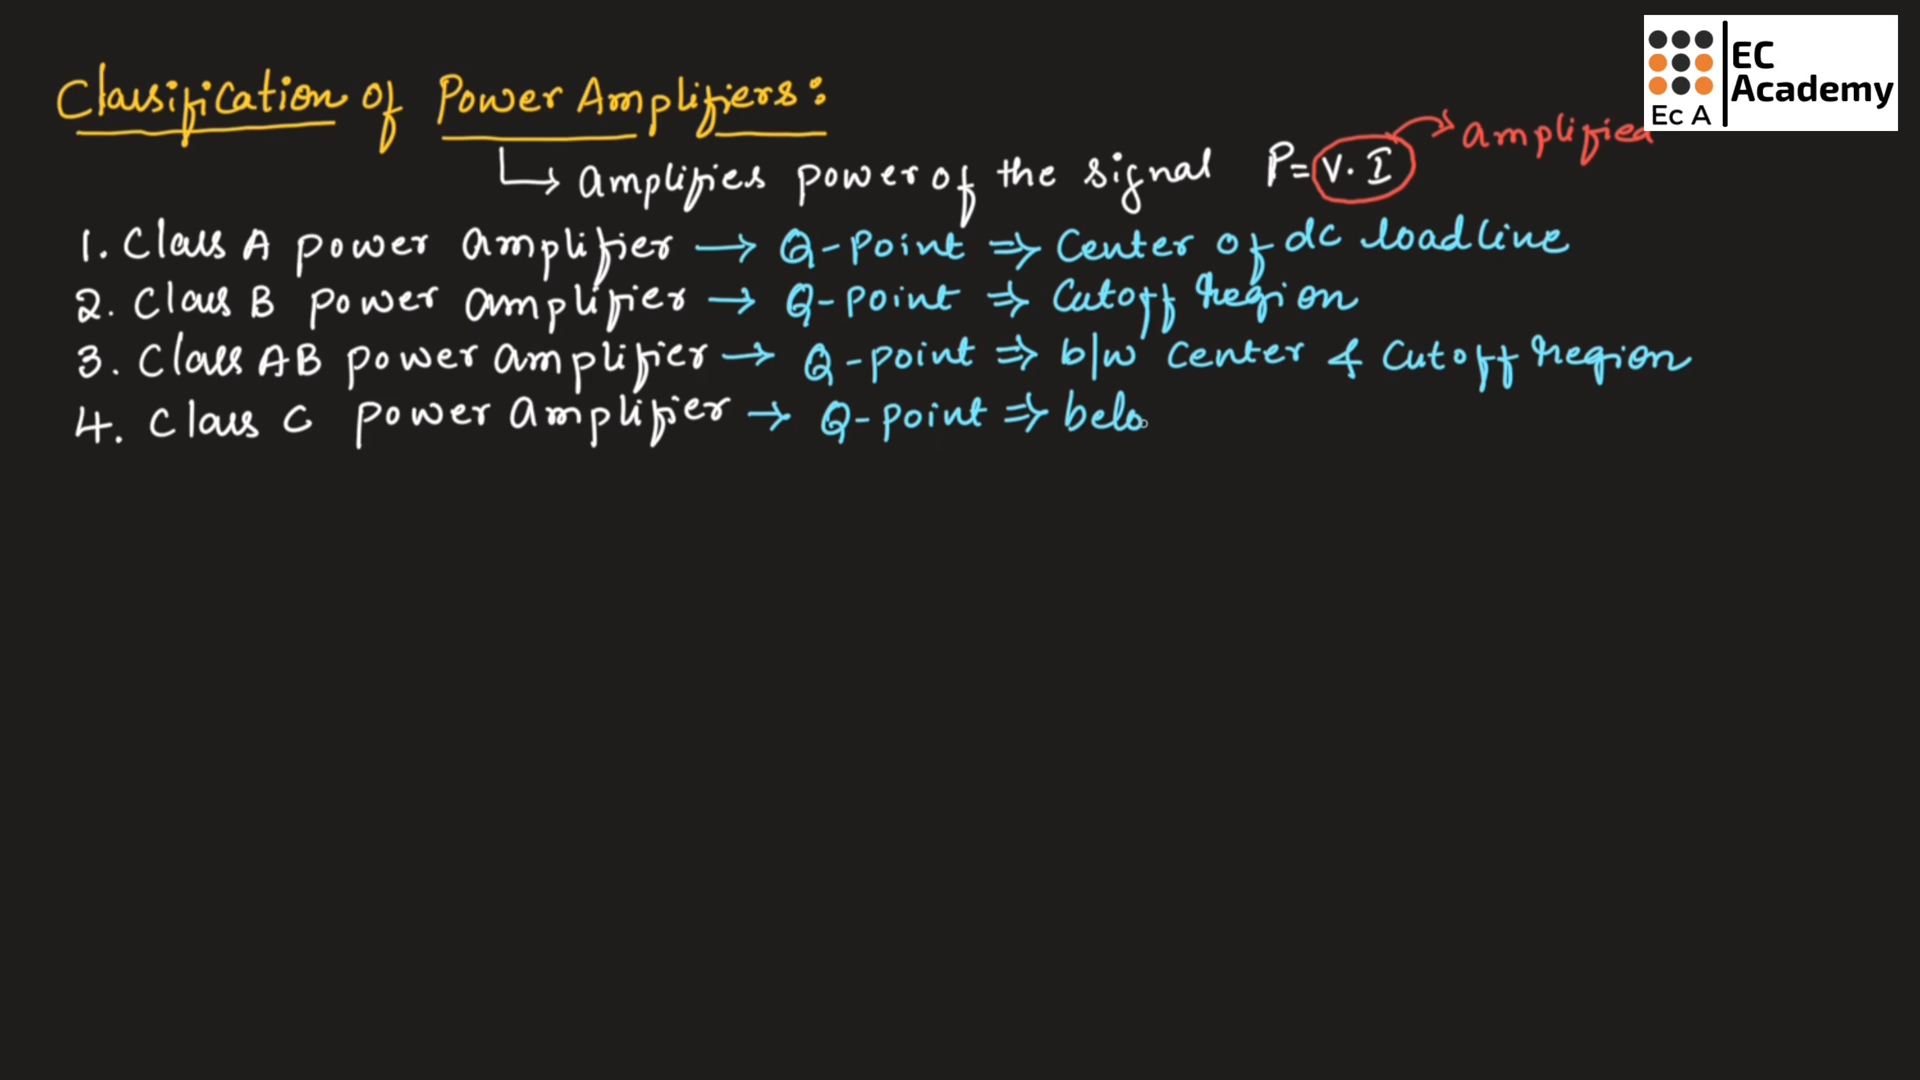 Classification of Power Amplifiers:
EC
Academy
Ec A
amplified
↳ amplifies power of the signal P=V.I
1. Class A power amplifier → Q-Point ⇒ Center of dc loadline
2. Class B power amplifier → Q-point ⇒ Cutoff region
3. Class AB power amplifier → Q-point ⇒ b/w center & Cutoff region
4. Class C power amplifier → Q-point ⇒ belo